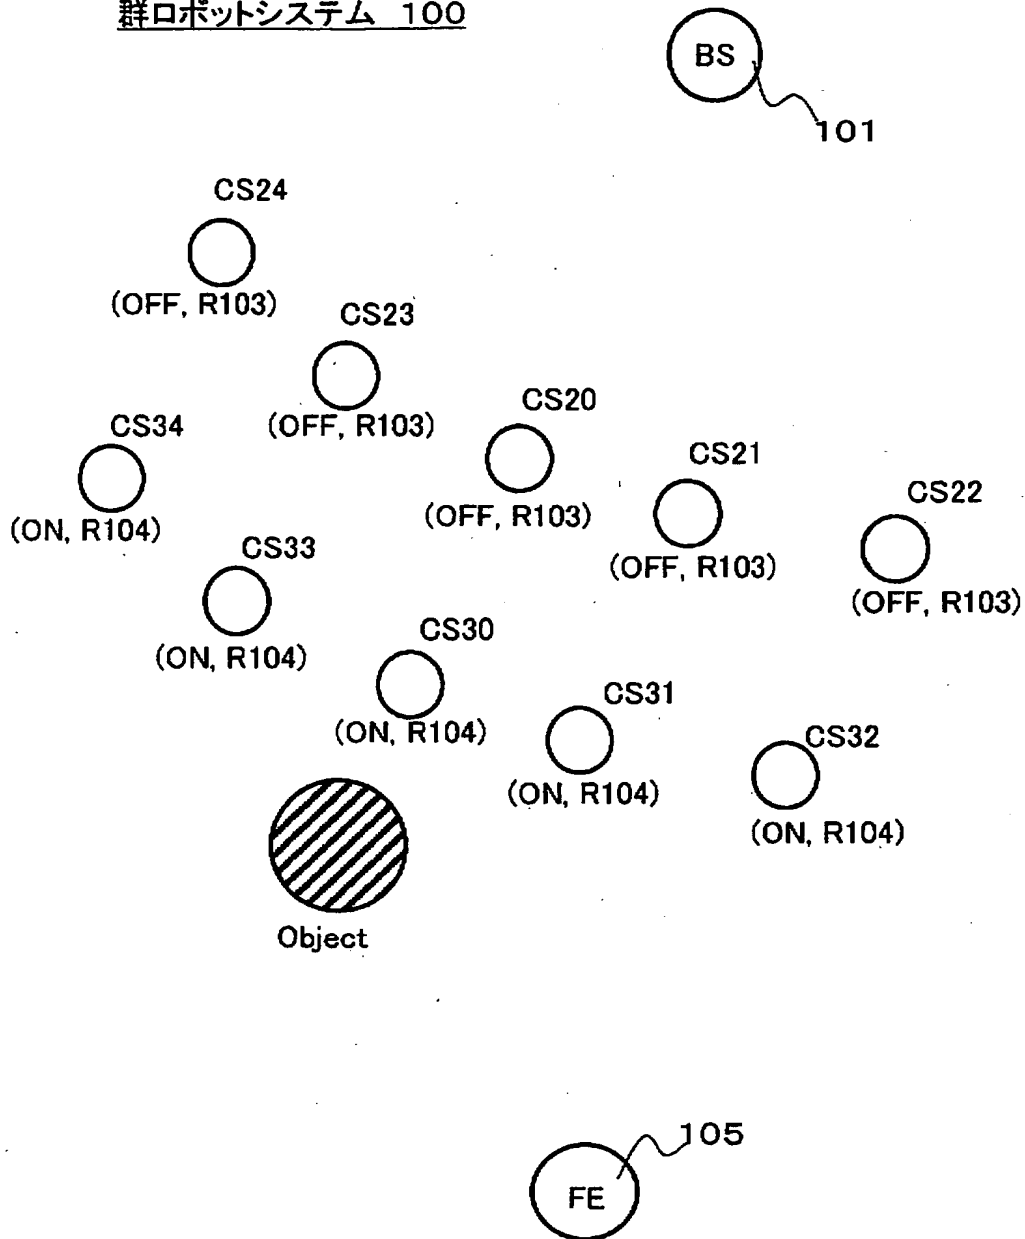 群ロボットシステム 100
BS
101
CS24
(OFF, R103)
CS23
(OFF, R103)
CS20
(OFF, R103)
CS21
(OFF, R103)
CS22
(OFF, R103)
CS34
(ON, R104)
CS33
(ON, R104)
CS30
(ON, R104)
CS31
(ON, R104)
CS32
(ON, R104)
Object
105
FE